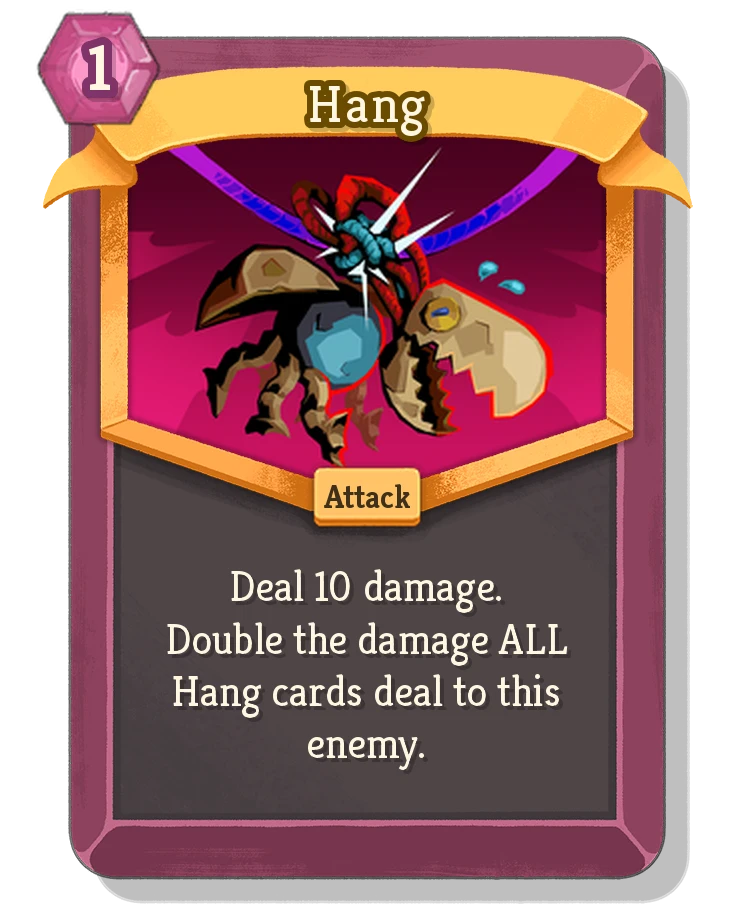 1
Hang
Attack
Deal 10 damage.
Double the damage ALL
Hang cards deal to this
enemy.